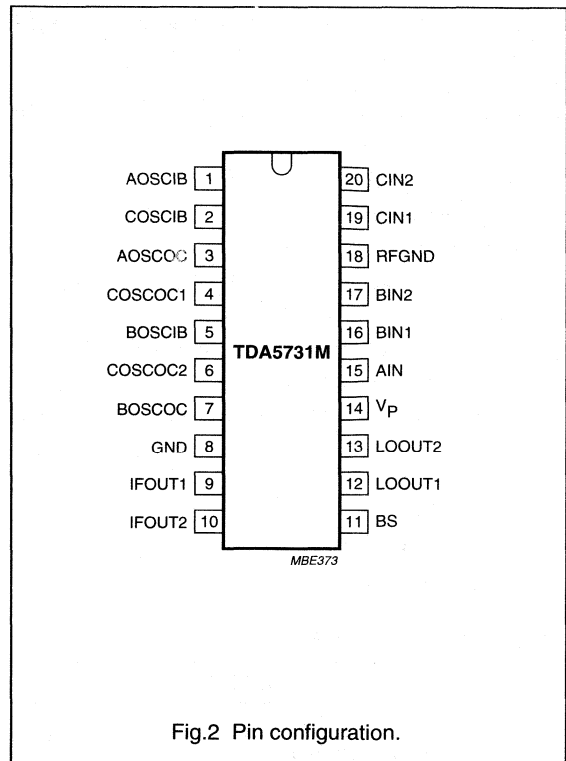 AOSCIB 1
COSCIB 2
AOSCOC 3
COSCOC1 4
BOSCIB 5
COSCOC2 6
BOSCOC 7
GND 8
IFOUT1 9
IFOUT2 10
TDA5731M
20 CIN2
19 CIN1
18 RFGND
17 BIN2
16 BIN1
15 AIN
14 VP
13 LOOUT2
12 LOOUT1
11 BS
MBE373
Fig.2 Pin configuration.